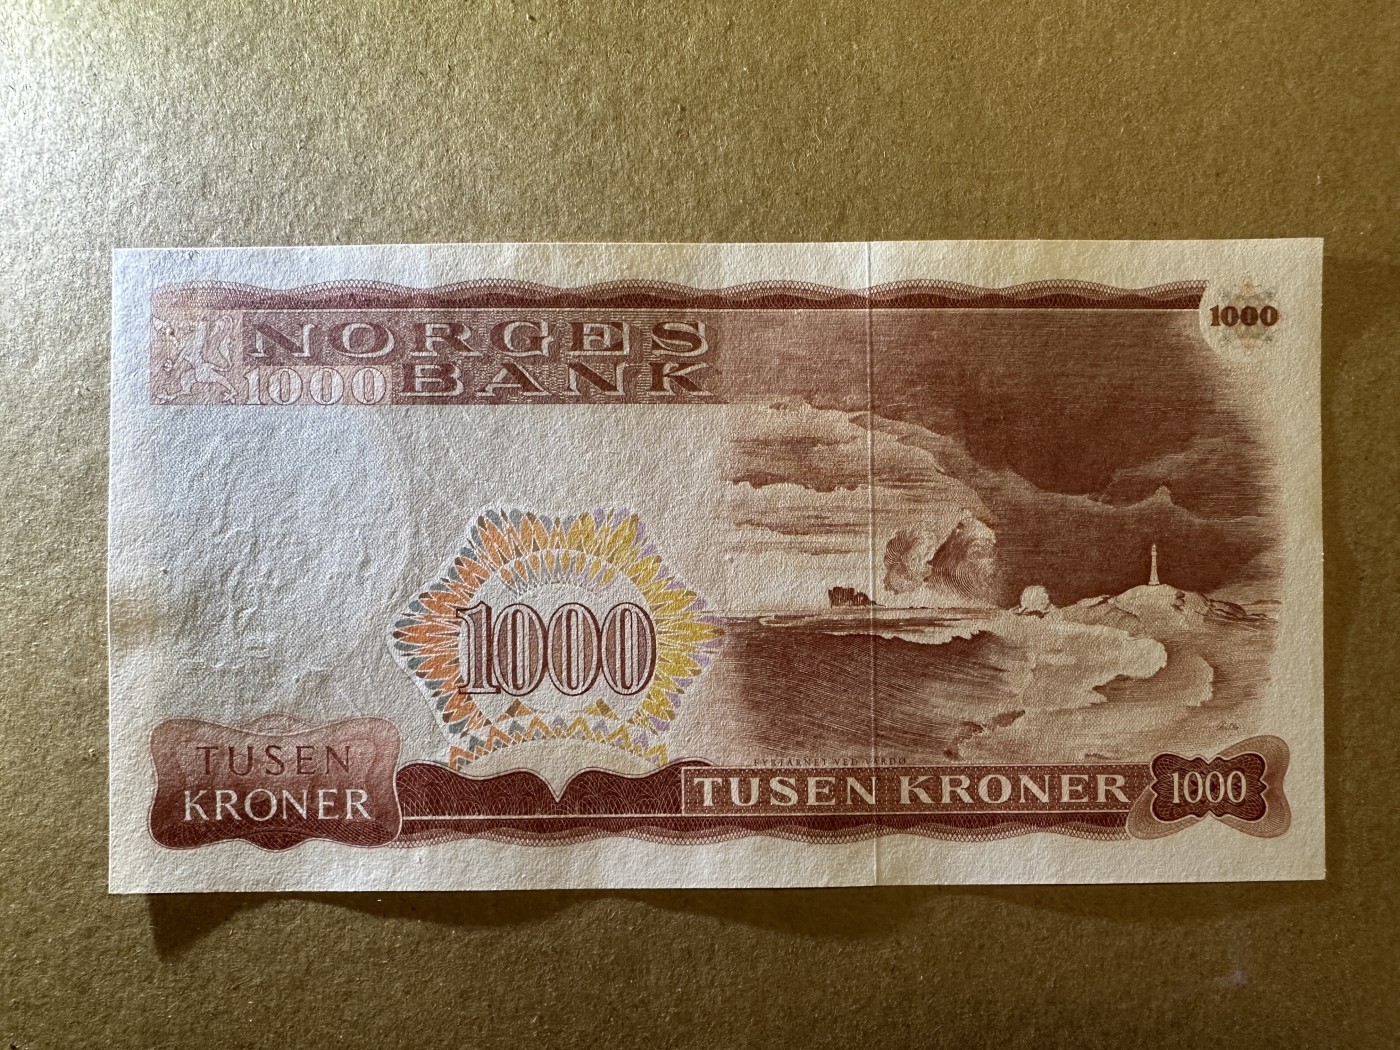 NORGES
1000 BANK
1000
1000
FYRTÅRNET VED VARDØ
TUSEN
KRONER
TUSEN KRONER
1000